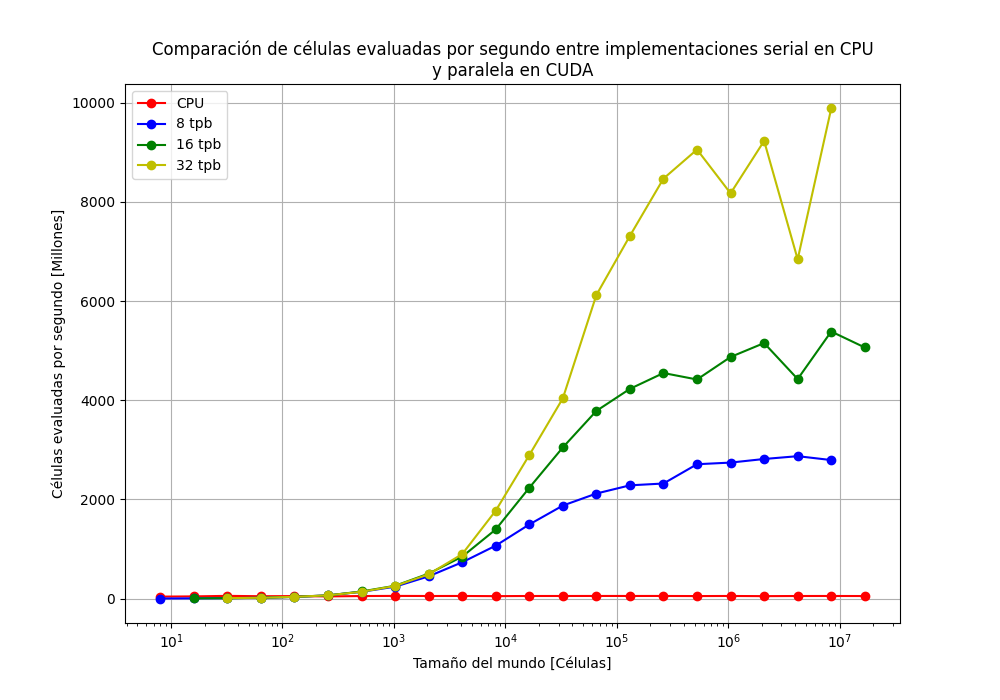 Comparación de células evaluadas por segundo entre implementaciones serial en CPU
y paralela en CUDA
CPU
8 tpb
16 tpb
32 tpb
10000
8000
6000
4000
2000
0
Células evaluadas por segundo [Millones]
10¹
10²
10³
10⁴
10⁵
10⁶
10⁷
Tamaño del mundo [Células]